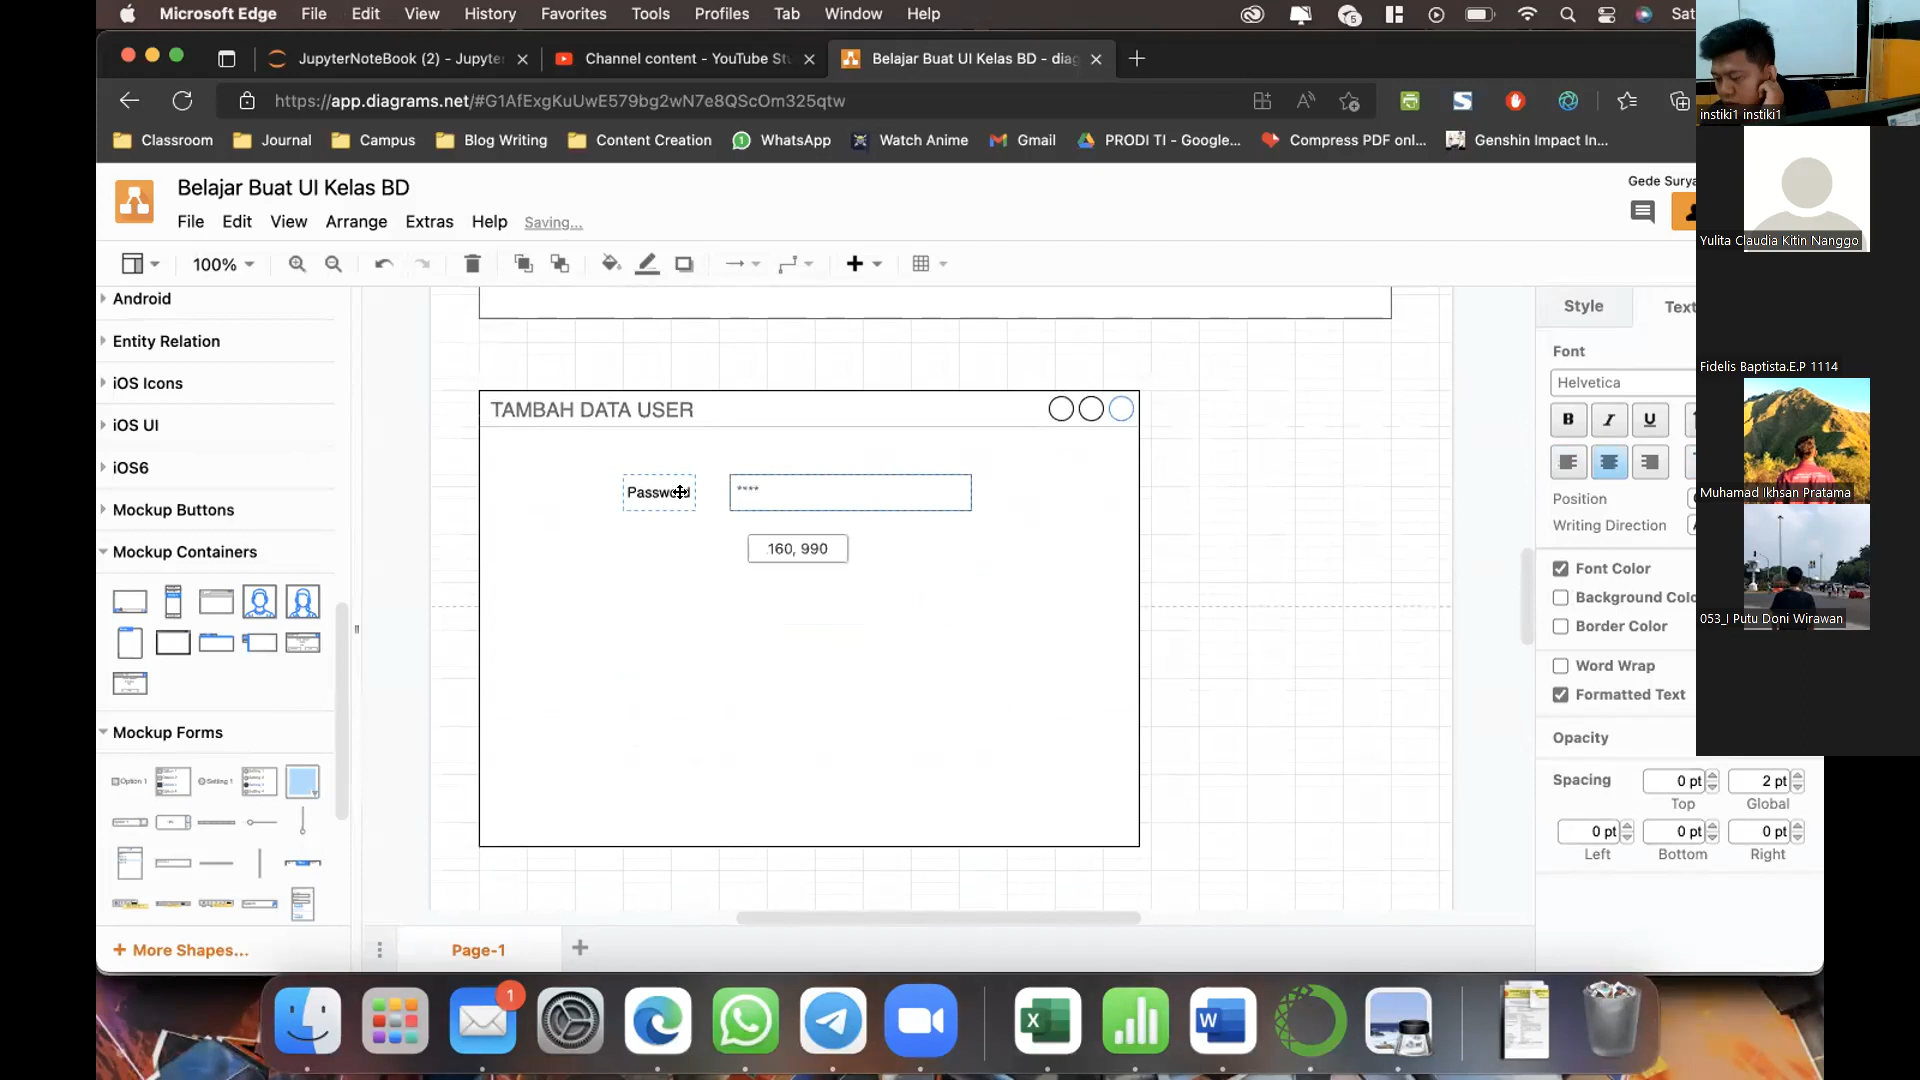 Microsoft Edge File Edit View History Favorites Tools Profiles Tab Window Help 5 Sat
JupyterNoteBook (2) - Jupyte
Channel content - YouTube St
Belajar Buat UI Kelas BD - diag
https://app.diagrams.net/#G1AfExgKuUwE579bg2wN7e8QScOm325qtw
Classroom Journal Campus Blog Writing Content Creation WhatsApp Watch Anime Gmail PRODI TI - Google... Compress PDF onl... Genshin Impact In...
Belajar Buat UI Kelas BD
Gede Surya
File Edit View Arrange Extras Help Saving...
100%
Android
Entity Relation
iOS Icons
iOS UI
iOS6
Mockup Buttons
Mockup Containers
Mockup Forms
Option 1
Setting 1
+ More Shapes...
TAMBAH DATA USER
Password
****
160, 990
Page-1
Style
Text
Font
Helvetica
B I U
Position
Writing Direction
Font Color
Background Colo
Border Color
Word Wrap
Formatted Text
Opacity
Spacing
0 pt
2 pt
Top
Global
0 pt
0 pt
0 pt
Left
Bottom
Right
instiki1 instiki1
Yulita Claudia Kitin Nanggo
Fidelis Baptista.E.P 1114
Muhamad Ikhsan Pratama
053_I Putu Doni Wirawan
1
X
W